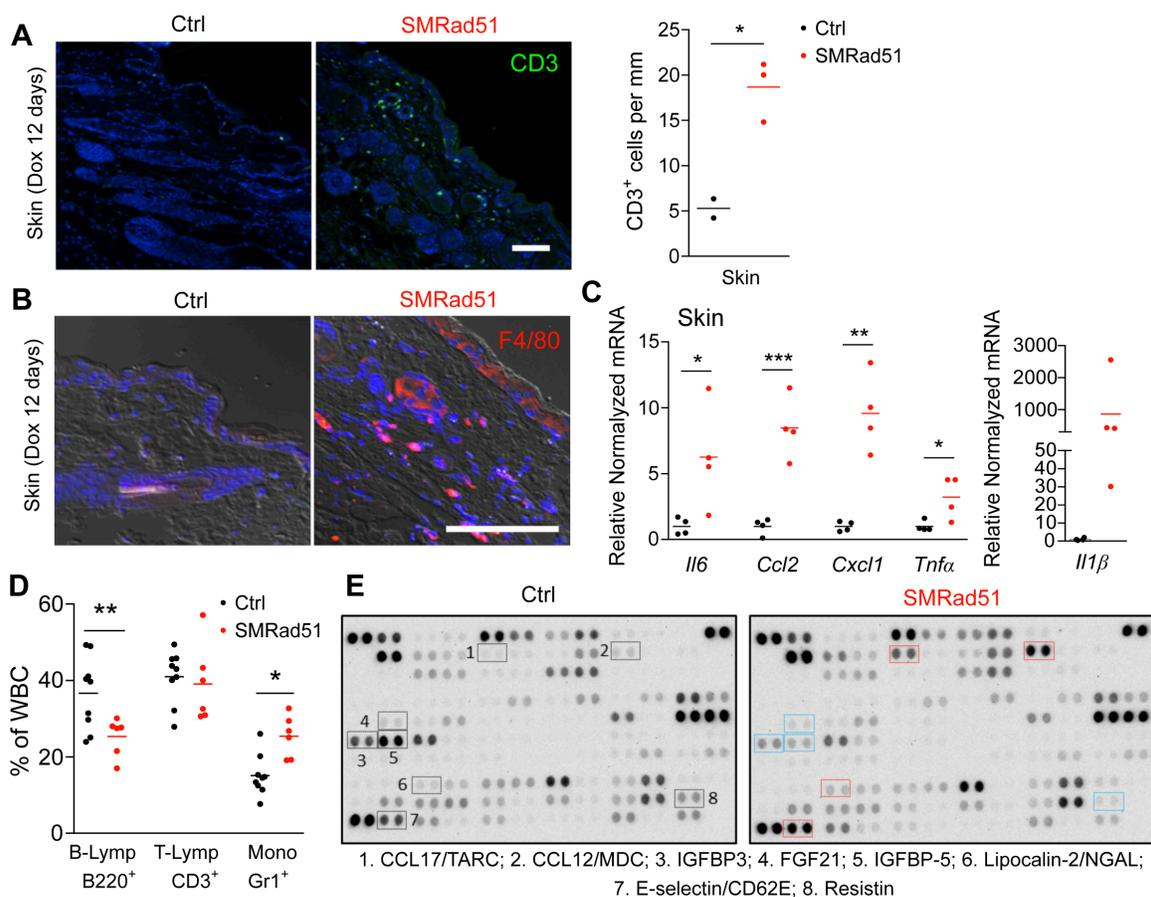 A
Ctrl
SMRad51
CD3
Skin (Dox 12 days)
CD3+ cells per mm
25
20
15
10
5
0
*
Skin
Ctrl
SMRad51
B
Ctrl
SMRad51
F4/80
Skin (Dox 12 days)
C
Skin
Relative Normalized mRNA
15
10
5
0
*
***
**
*
Il6
Ccl2
Cxcl1
Tnfα
Relative Normalized mRNA
3000
2000
1000
50
40
30
20
10
0
Il1β
D
% of WBC
60
40
20
0
**
*
Ctrl
SMRad51
B-Lymp
T-Lymp
Mono
B220+
CD3+
Gr1+
E
Ctrl
SMRad51
1
2
4
3
5
6
8
7
1. CCL17/TARC; 2. CCL12/MDC; 3. IGFBP3; 4. FGF21; 5. IGFBP-5; 6. Lipocalin-2/NGAL;
7. E-selectin/CD62E; 8. Resistin